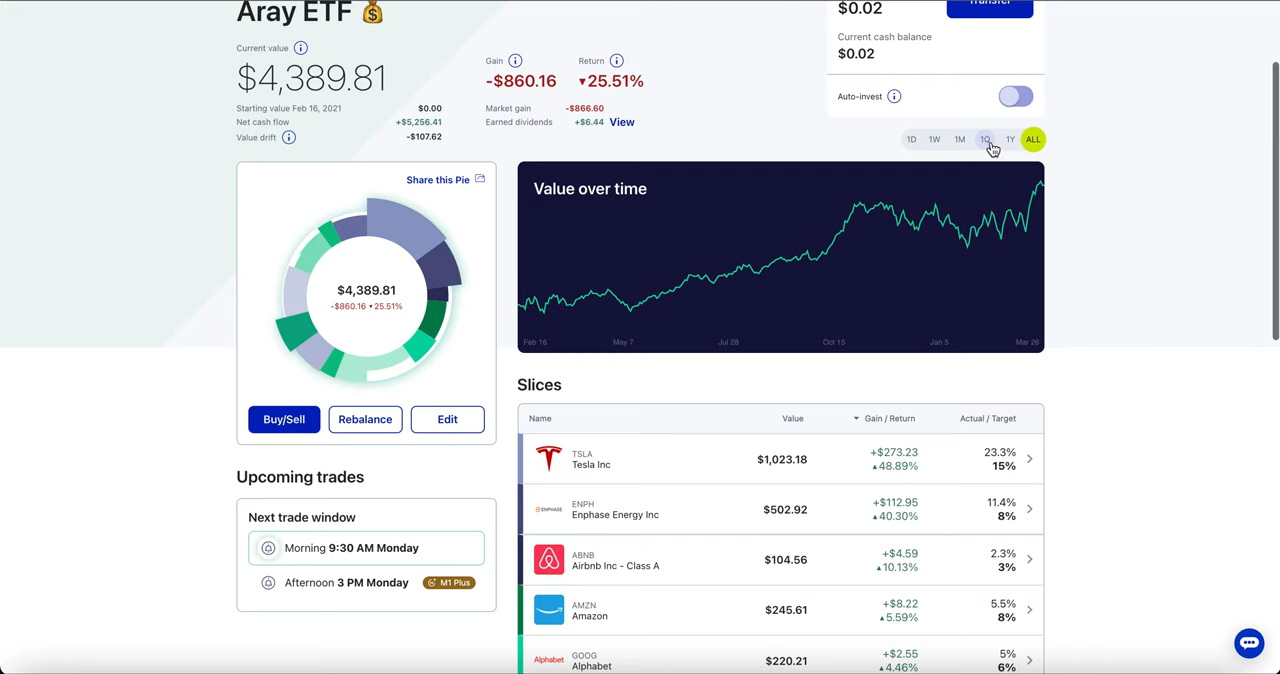 Aray ETF
$0.02
Transfer
Current cash balance
$0.02
Current value
$4,389.81
Gain
-$860.16
Return
▼25.51%
Starting value Feb 16, 2021 $0.00
Net cash flow +$5,256.41
Value drift -$107.62
Market gain -$866.60
Earned dividends +$6.44 View
Auto-invest
1D 1W 1M 1Q 1Y ALL
Share this Pie
$4,389.81
-$860.16 ▼25.51%
Buy/Sell Rebalance Edit
Value over time
Feb 16 May 7 Jul 28 Oct 15 Jan 5 Mar 26
Upcoming trades
Next trade window
Morning 9:30 AM Monday
Afternoon 3 PM Monday M1 Plus
Slices
Name Value Gain / Return Actual / Target
TSLA
Tesla Inc
$1,023.18
+$273.23
▲48.89%
23.3%
15%
ENPHASE
ENPH
Enphase Energy Inc
$502.92
+$112.95
▲40.30%
11.4%
8%
ABNB
Airbnb Inc - Class A
$104.56
+$4.59
▲10.13%
2.3%
3%
AMZN
Amazon
$245.61
+$8.22
▲5.59%
5.5%
8%
Alphabet
GOOG
Alphabet
$220.21
+$2.55
▲4.46%
5%
6%